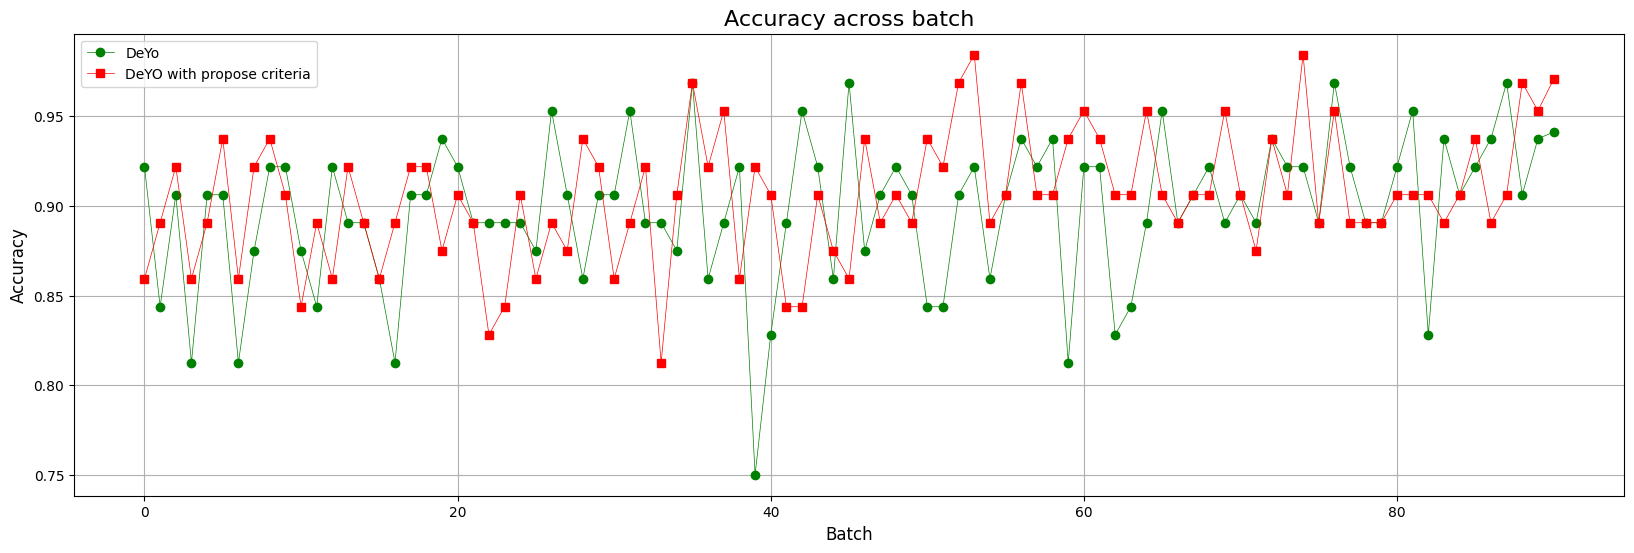 Accuracy across batch
DeYo
DeYO with propose criteria
Accuracy
0.95
0.90
0.85
0.80
0.75
0
20
40
60
80
Batch